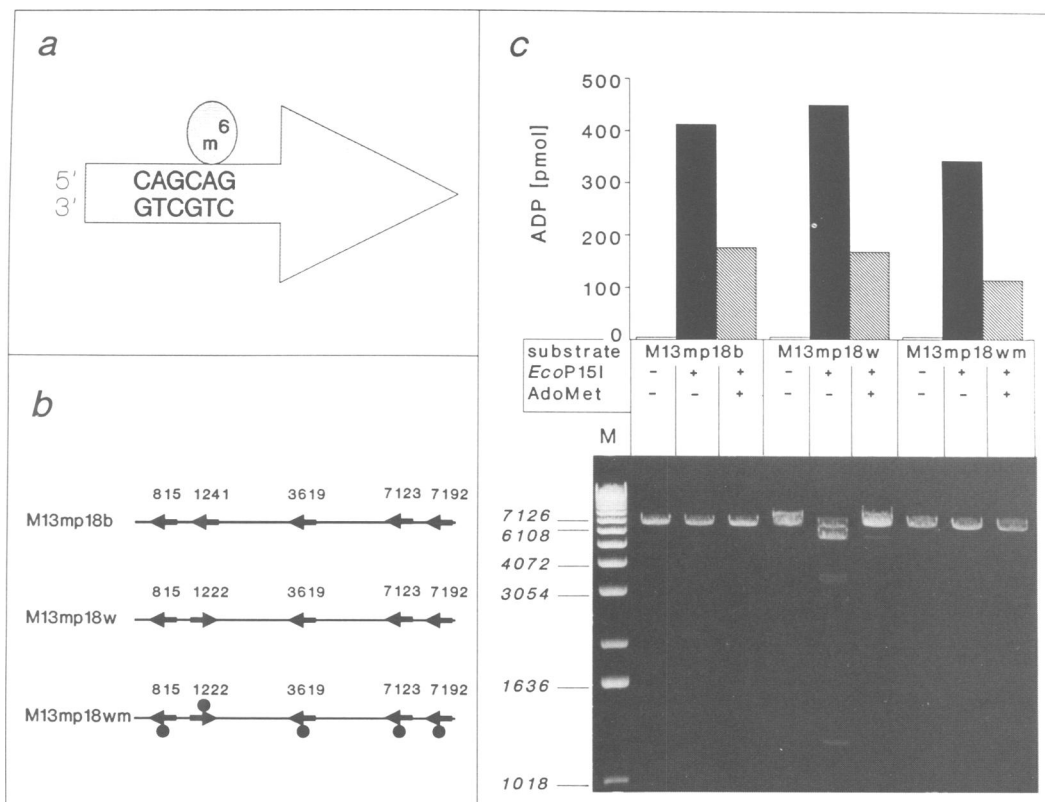 a
m 6
5' CAGCAG
3' GTCGTC
b
815 1241 3619 7123 7192
M13mp18b
815 1222 3619 7123 7192
M13mp18w
815 1222 3619 7123 7192
M13mp18wm
c
ADP [pmol]
500
400
300
200
100
0
substrate M13mp18b M13mp18w M13mp18wm
EcoP15I - + + - + + - + +
AdoMet - - + - - + - - +
M
7126
6108
4072
3054
1636
1018